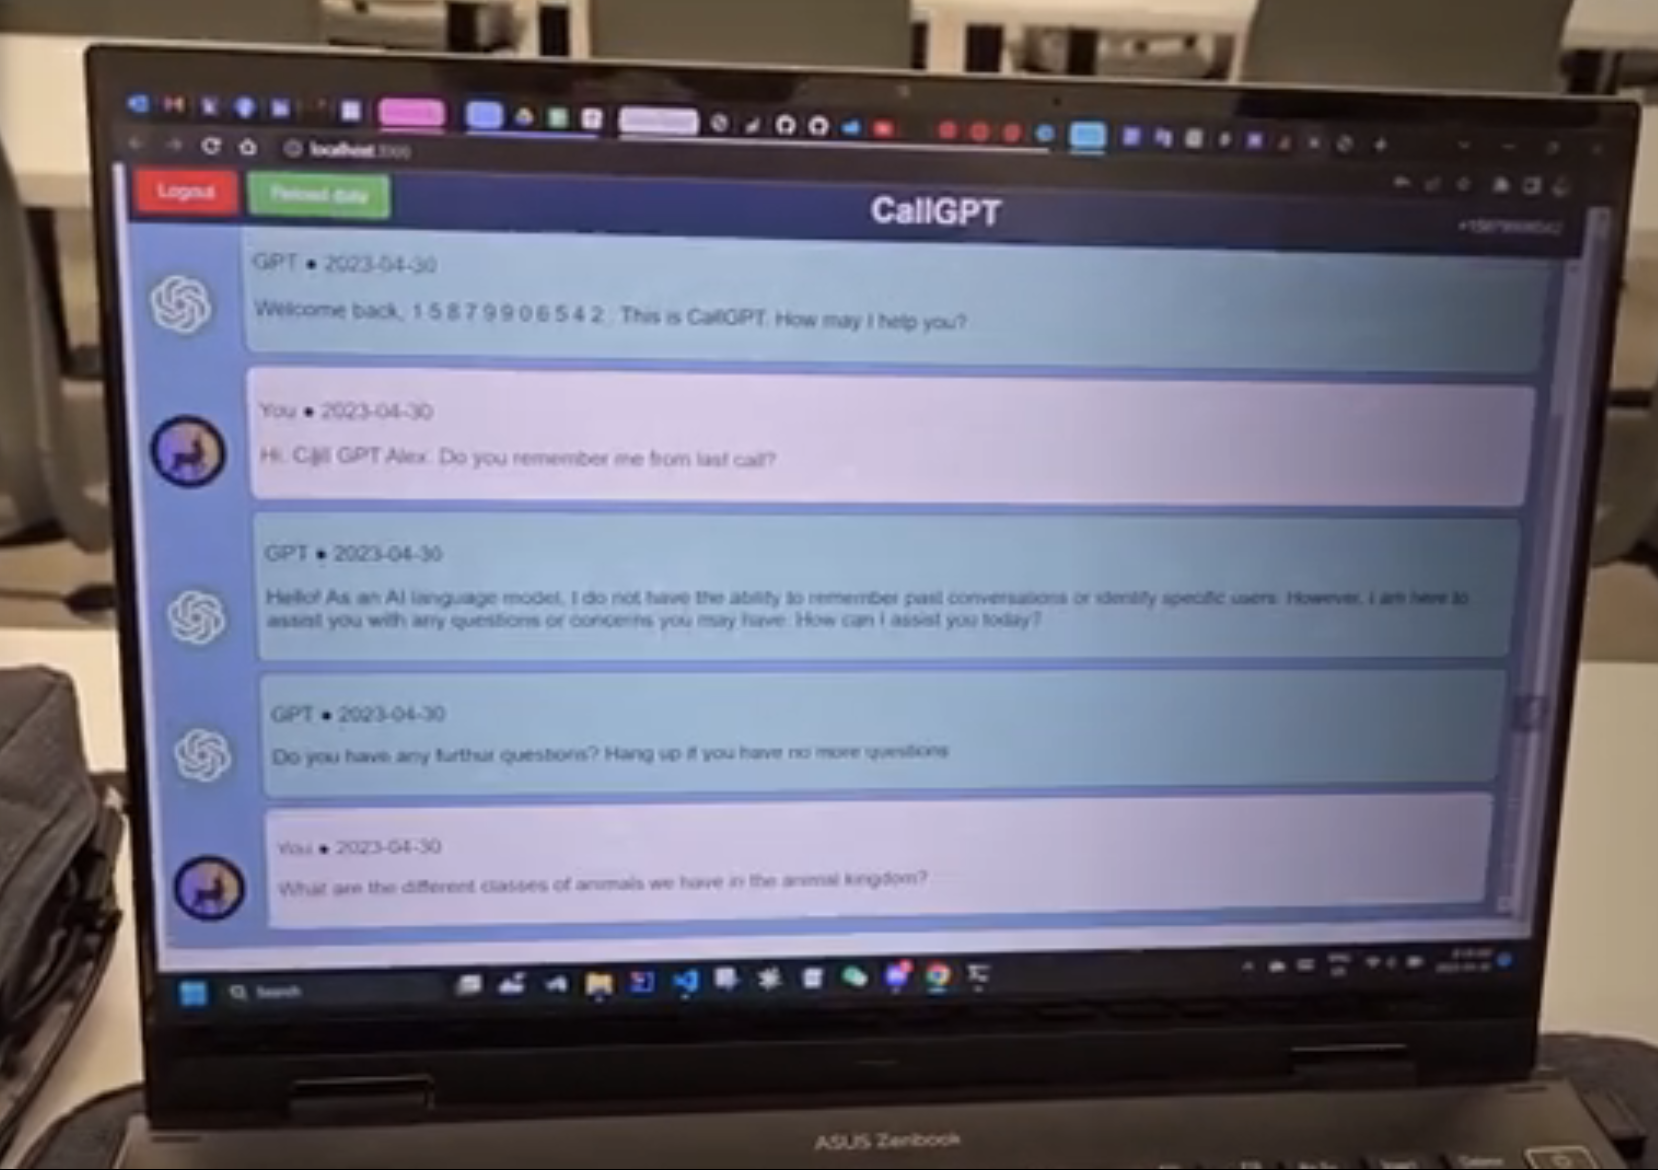 localhost:3000
Logout
Reload data
CallGPT
GPT • 2023-04-30
Welcome back, 1 5 8 7 9 9 0 6 5 4 2 . This is CallGPT. How may I help you?
You • 2023-04-30
Hi. Call GPT Alex. Do you remember me from last call?
GPT • 2023-04-30
Hello! As an AI language model, I do not have the ability to remember past conversations or identify specific users. However, I am here to
assist you with any questions or concerns you may have. How can I assist you today?
GPT • 2023-04-30
Do you have any furthur questions? Hang up if you have no more questions
You • 2023-04-30
What are the different classes of animals we have in the animal kingdom?
Search
ASUS Zenbook